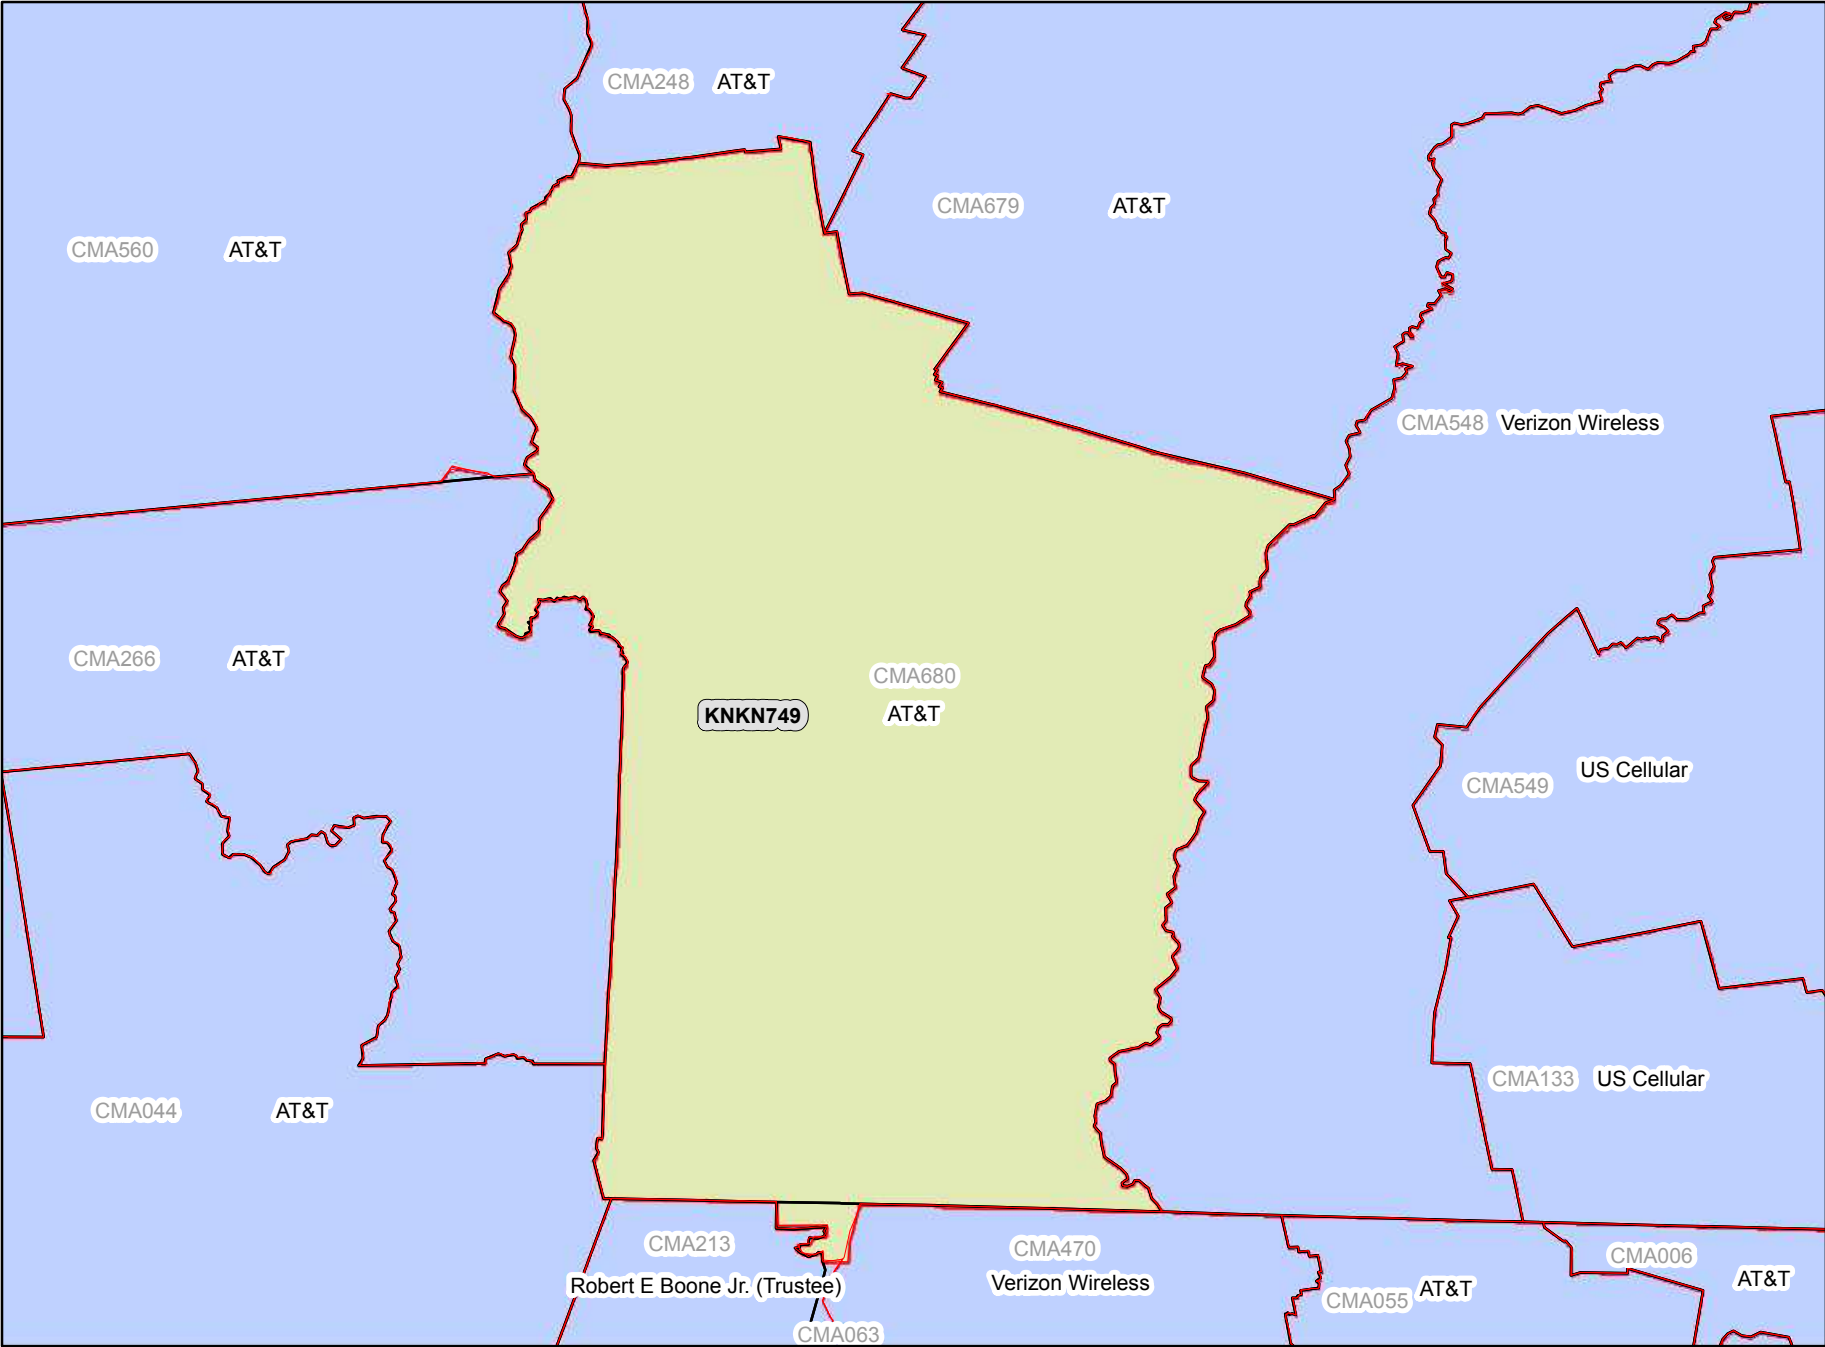 CMA248 AT&T
CMA679 AT&T
CMA560 AT&T
CMA548 Verizon Wireless
CMA266 AT&T
CMA680
KNKN749 AT&T
US Cellular
CMA549
CMA133 US Cellular
CMA044 AT&T
CMA213
CMA470
CMA006
Robert E Boone Jr. (Trustee)
Verizon Wireless
AT&T
CMA055 AT&T
CMA063